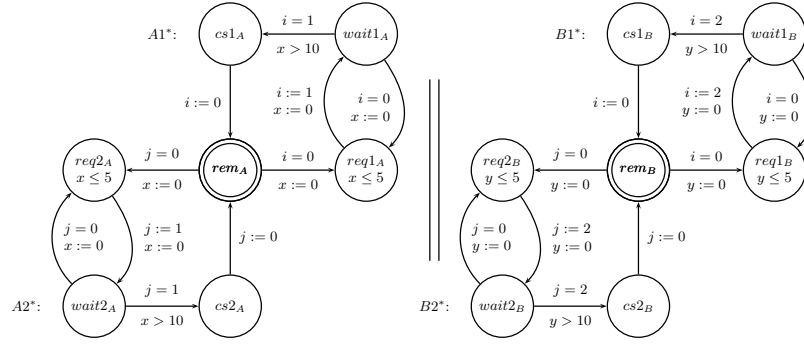 A1*:
cs1_A
i = 1
x > 10
wait1_A
i := 0
i := 1
x := 0
i = 0
x := 0
req2_A
x ≤ 5
j = 0
x := 0
rem_A
i = 0
x := 0
req1_A
x ≤ 5
j = 0
x := 0
j := 1
x := 0
j := 0
A2*:
wait2_A
j = 1
x > 10
cs2_A
B1*:
cs1_B
i = 2
y > 10
wait1_B
i := 0
i := 2
y := 0
i = 0
y := 0
req2_B
y ≤ 5
j = 0
y := 0
rem_B
i = 0
y := 0
req1_B
y ≤ 5
j = 0
y := 0
j := 2
y := 0
j := 0
B2*:
wait2_B
j = 2
y > 10
cs2_B